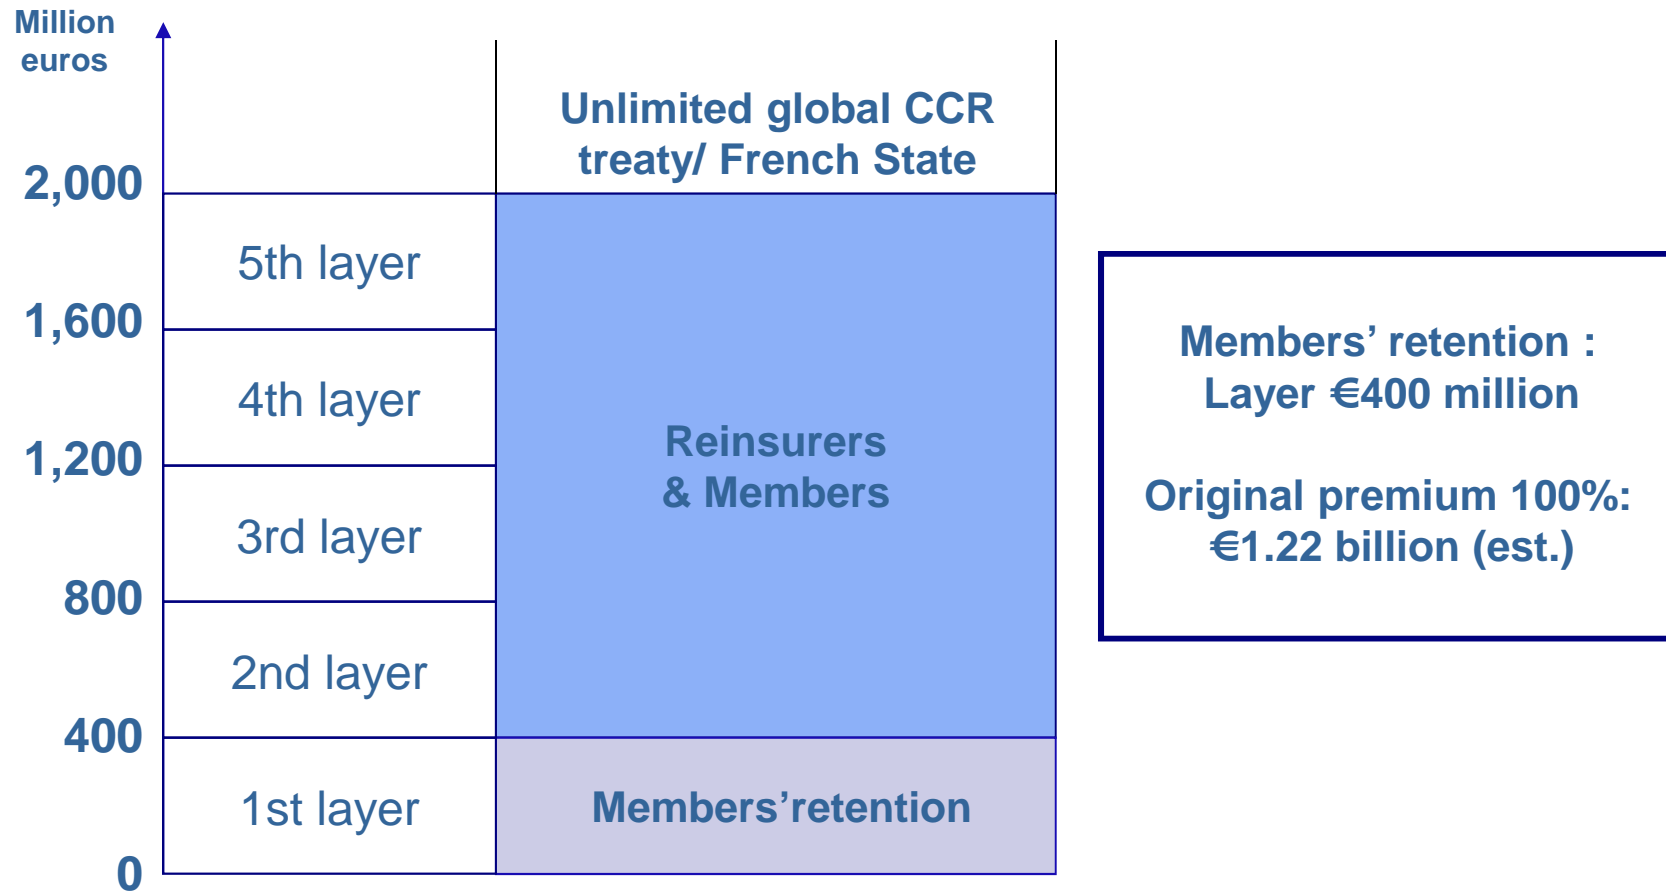 Million
euros
Unlimited global CCR
treaty/ French State
2,000
5th layer
1,600
4th layer
1,200
Reinsurers
& Members
3rd layer
800
2nd layer
400
1st layer
Members’retention
0
Members’ retention :
Layer €400 million
Original premium 100%:
€1.22 billion (est.)